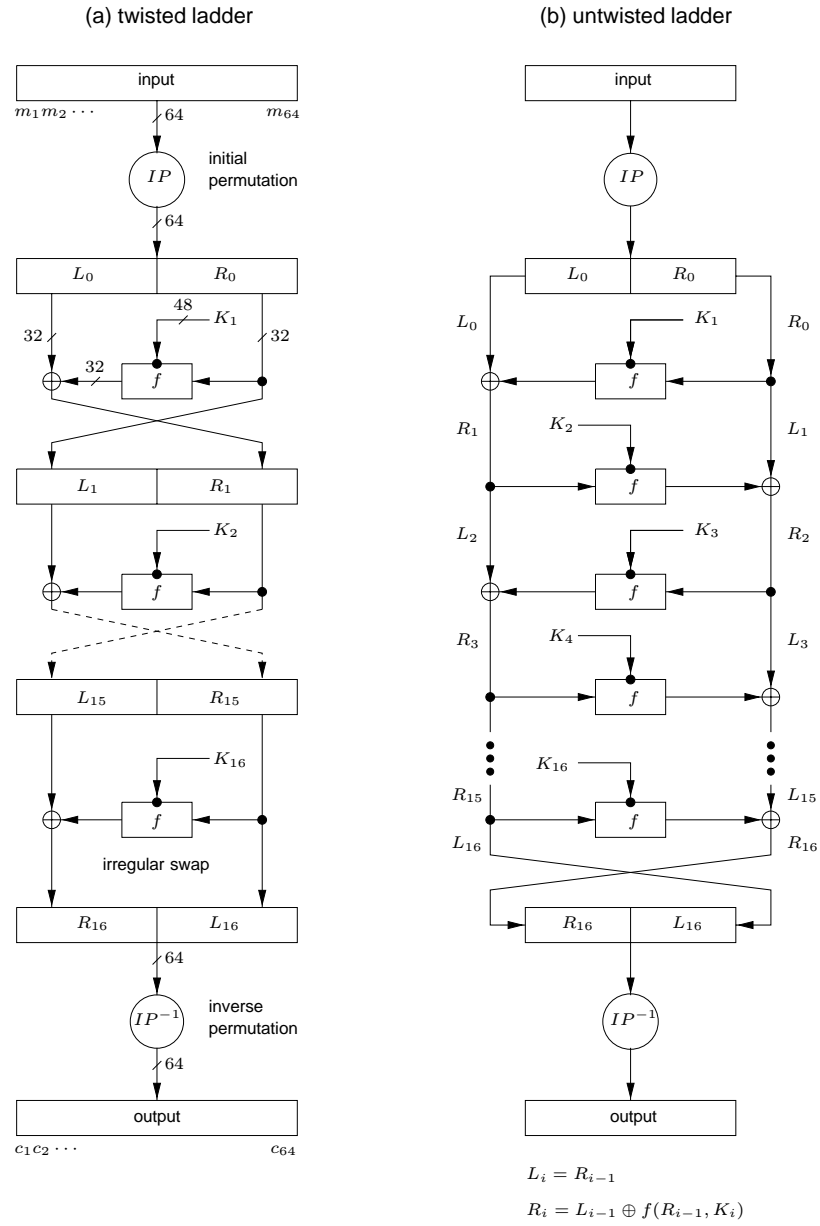 (a) twisted ladder
input
m₁m₂ ⋯ m₆₄
64
IP
initial
permutation
64
L₀ R₀
48
K₁
32
32
32
f
L₁ R₁
K₂
f
L₁₅ R₁₅
K₁₆
f
irregular swap
R₁₆ L₁₆
64
IP⁻¹
inverse
permutation
64
output
c₁c₂ ⋯ c₆₄
(b) untwisted ladder
input
IP
L₀ R₀
L₀ K₁ R₀
f
R₁ K₂ L₁
f
L₂ K₃ R₂
f
R₃ K₄ L₃
f
K₁₆
R₁₅ f L₁₅
L₁₆ R₁₆
R₁₆ L₁₆
IP⁻¹
output
Lᵢ = Rᵢ₋₁
Rᵢ = Lᵢ₋₁ ⊕ f(Rᵢ₋₁, Kᵢ)